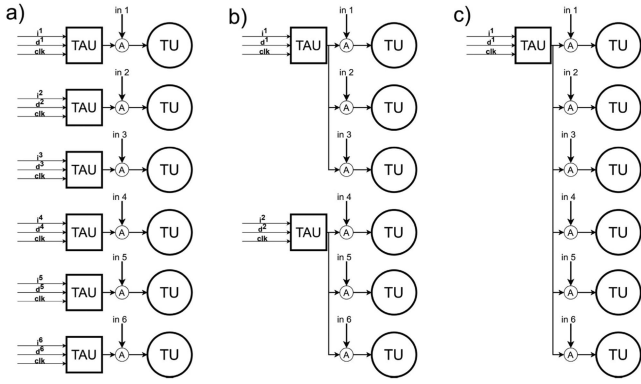 a)
in 1
i1
d1
clk
TAU
A
TU
in 2
i2
d2
clk
TAU
A
TU
in 3
i3
d3
clk
TAU
A
TU
in 4
i4
d4
clk
TAU
A
TU
in 5
i5
d5
clk
TAU
A
TU
in 6
i6
d6
clk
TAU
A
TU
b)
in 1
i1
d1
clk
TAU
A
TU
in 2
A
TU
in 3
A
TU
in 4
i2
d2
clk
TAU
A
TU
in 5
A
TU
in 6
A
TU
c)
in 1
i1
d1
clk
TAU
A
TU
in 2
A
TU
in 3
A
TU
in 4
A
TU
in 5
A
TU
in 6
A
TU